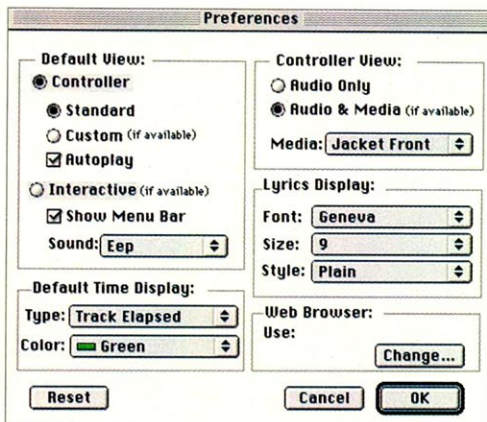 Preferences
Default View:
Controller
Standard
Custom (if available)
Autoplay
Interactive (if available)
Show Menu Bar
Sound: Eep
Default Time Display:
Type: Track Elapsed
Color: Green
Controller View:
Audio Only
Audio & Media (if available)
Media: Jacket Front
Lyrics Display:
Font: Geneva
Size: 9
Style: Plain
Web Browser:
Use:
Change...
Reset
Cancel
OK